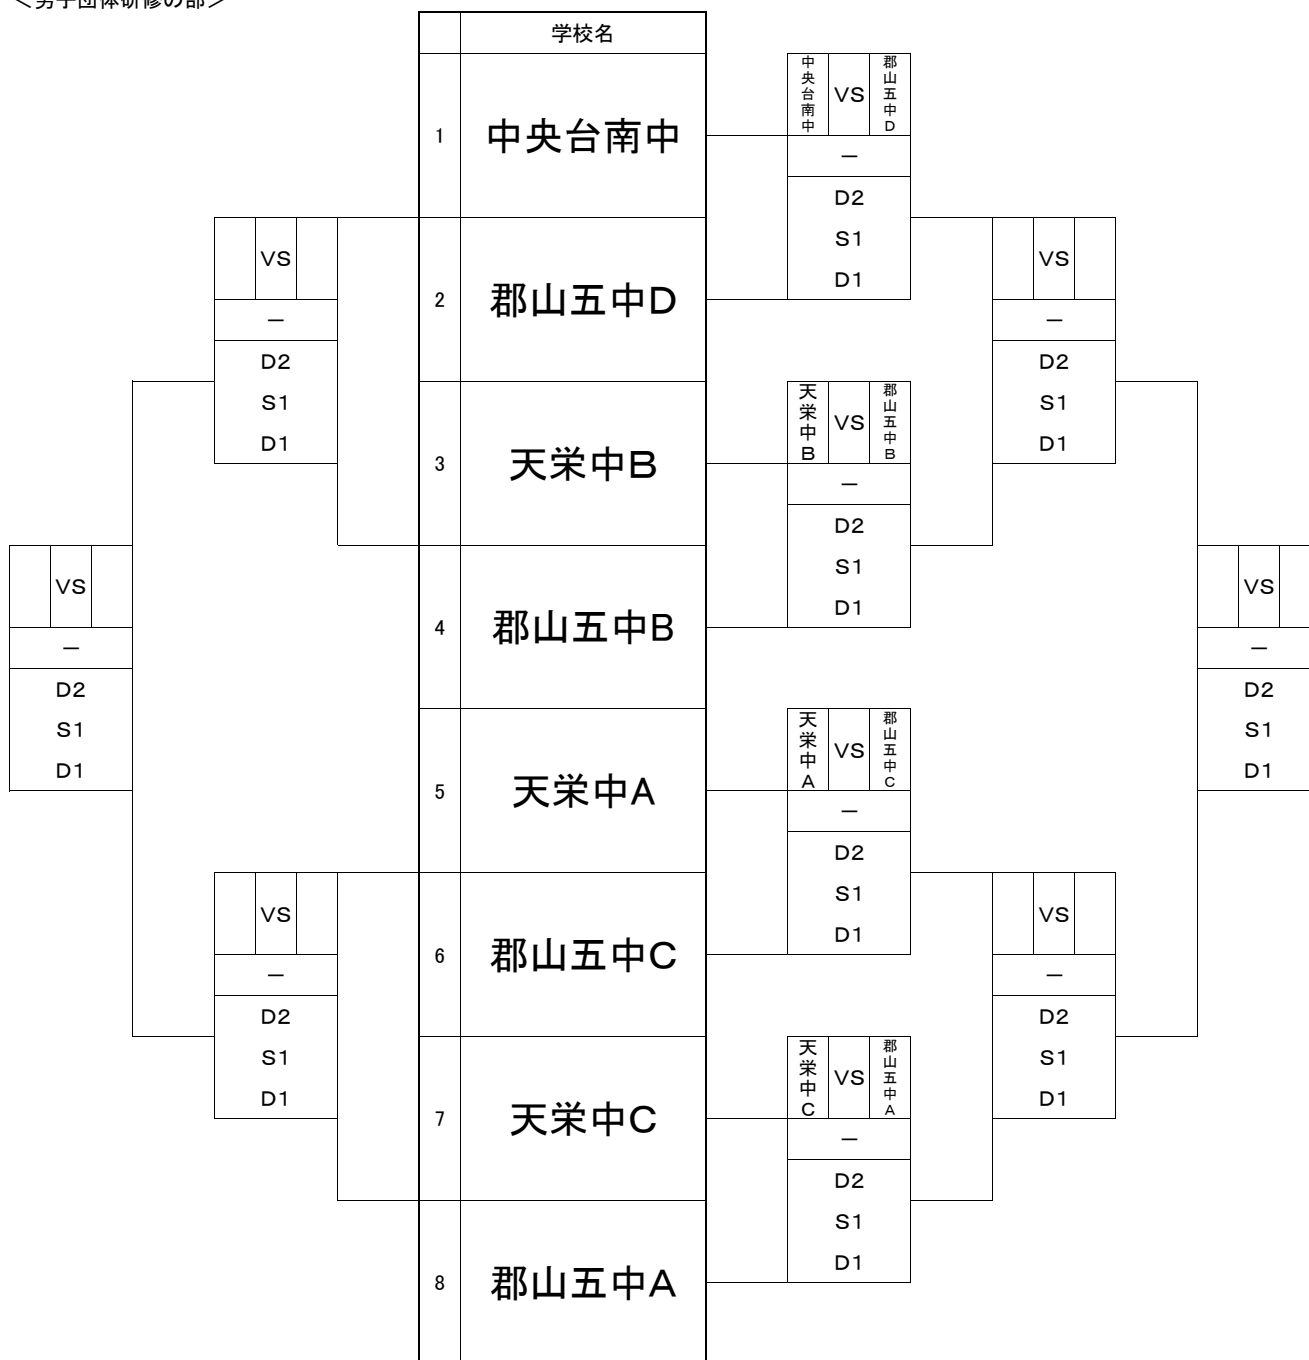 ＜男子団体研修の部＞
学校名
1 中央台南中
2 郡山五中D
3 天栄中B
4 郡山五中B
5 天栄中A
6 郡山五中C
7 天栄中C
8 郡山五中A
中央台南中 VS 郡山五中D
－
D2
S1
D1
天栄中B VS 郡山五中B
－
D2
S1
D1
天栄中A VS 郡山五中C
－
D2
S1
D1
天栄中C VS 郡山五中A
－
D2
S1
D1
VS
－
D2
S1
D1
VS
－
D2
S1
D1
VS
－
D2
S1
D1
VS
－
D2
S1
D1
VS
－
D2
S1
D1
VS
－
D2
S1
D1